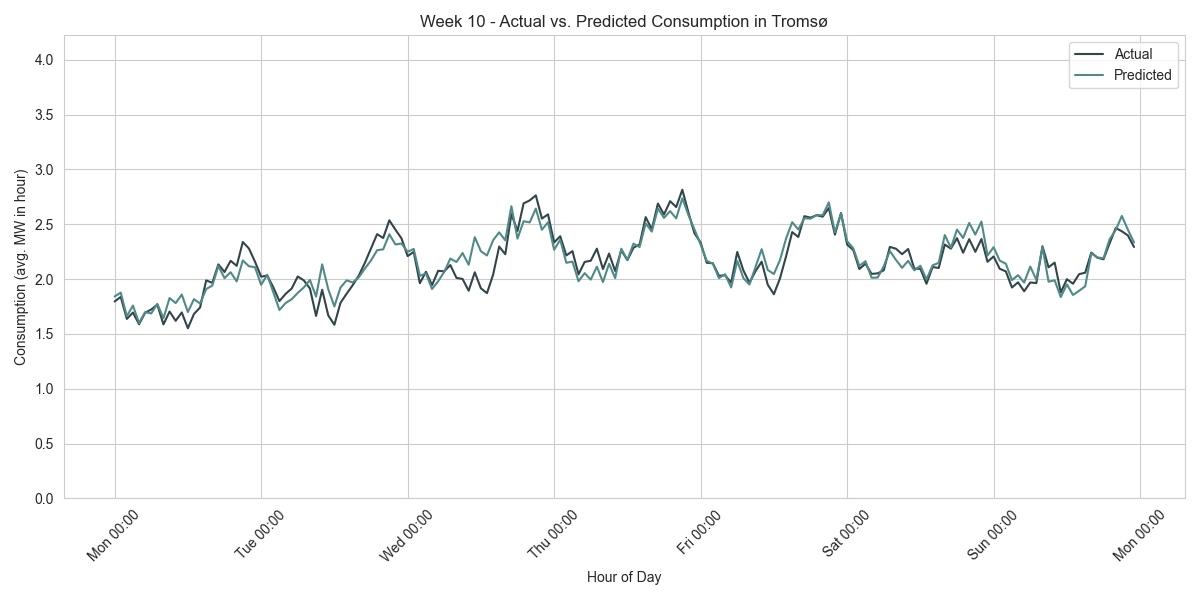 Week 10 - Actual vs. Predicted Consumption in Tromsø
Actual
Predicted
Consumption (avg. MW in hour)
4.0
3.5
3.0
2.5
2.0
1.5
1.0
0.5
0.0
Mon 00:00
Tue 00:00
Wed 00:00
Thu 00:00
Fri 00:00
Sat 00:00
Sun 00:00
Mon 00:00
Hour of Day